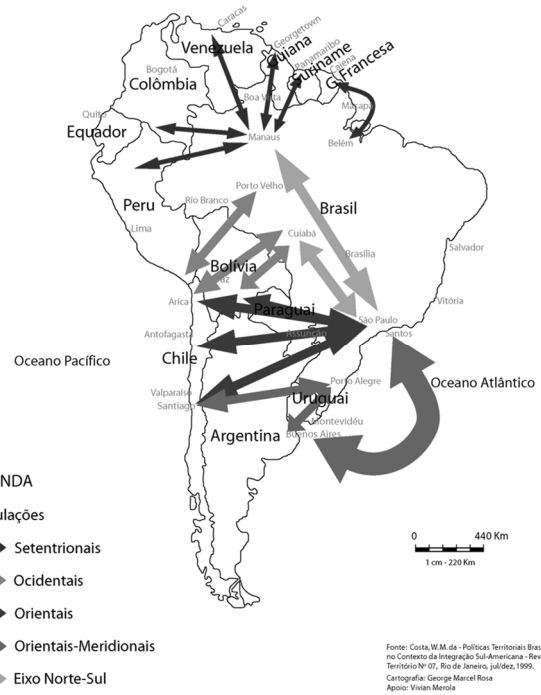 Caracas
Georgetown
Venezuela
Guiana
Panamaribo
Suriname
Caiena
G. Francesa
Bogotá
Colômbia
Boa Vista
Macapá
Quito
Equador
Manaus
Belém
Porto Velho
Rio Branco
Peru
Brasil
Lima
Cuíabá
Brasília
Salvador
Bolívia
Arica
Paraguai
Vitória
São Paulo
Antofagasta
Assunção
Santos
Chile
Oceano Pacífico
Porto Alegre
Oceano Atlântico
Valparaíso
Santiago
Uruguai
Montevidéu
Argentina
Buenos Aires
NDA
ulações
Setentrionais
Ocidentais
Orientais
Orientais-Meridionais
Eixo Norte-Sul
0 440 Km
1 cm - 220 Km
Fonte: Costa, W.M.da - Políticas Territoriais Bras
no Contexto da Integração Sul-Americana - Rev
Território Nº 07, Rio de Janeiro, jul/dez, 1999.
Cartografia: George Marcel Rosa
Apoio: Vivian Merola